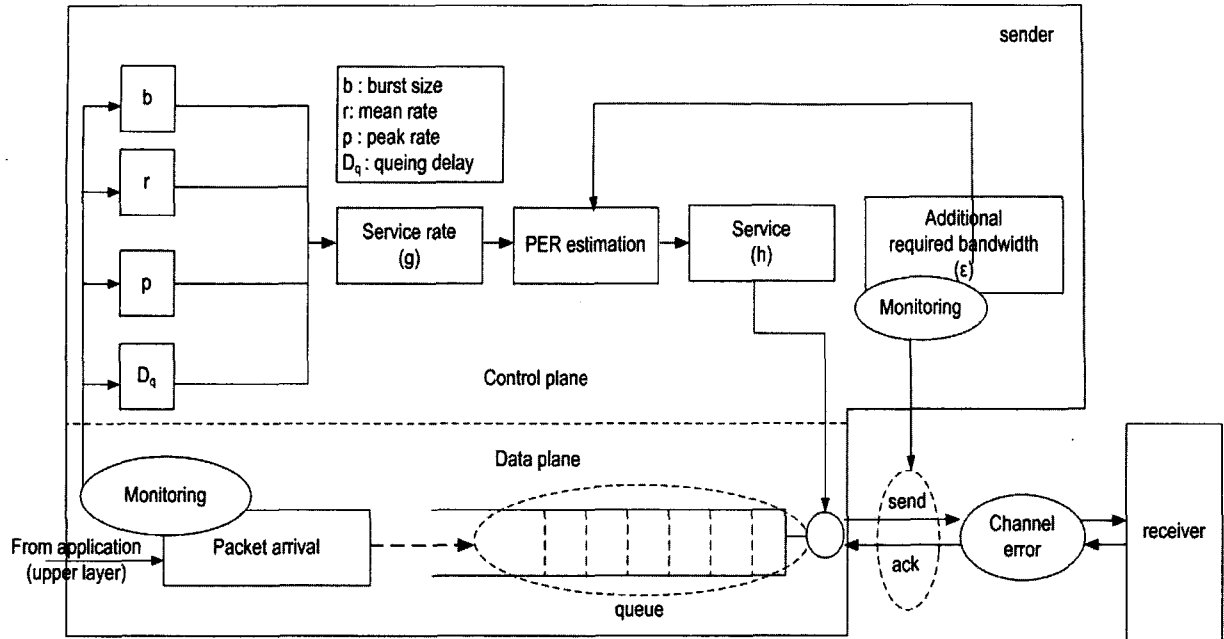 sender
b
b : burst size
r: mean rate
p : peak rate
Dq : queing delay
r
Service rate
(g)
PER estimation
Service
(h)
Additional
required bandwidth
(ε)
Monitoring
p
Dq
Control plane
Data plane
Monitoring
From application
(upper layer)
Packet arrival
queue
send
ack
Channel
error
receiver